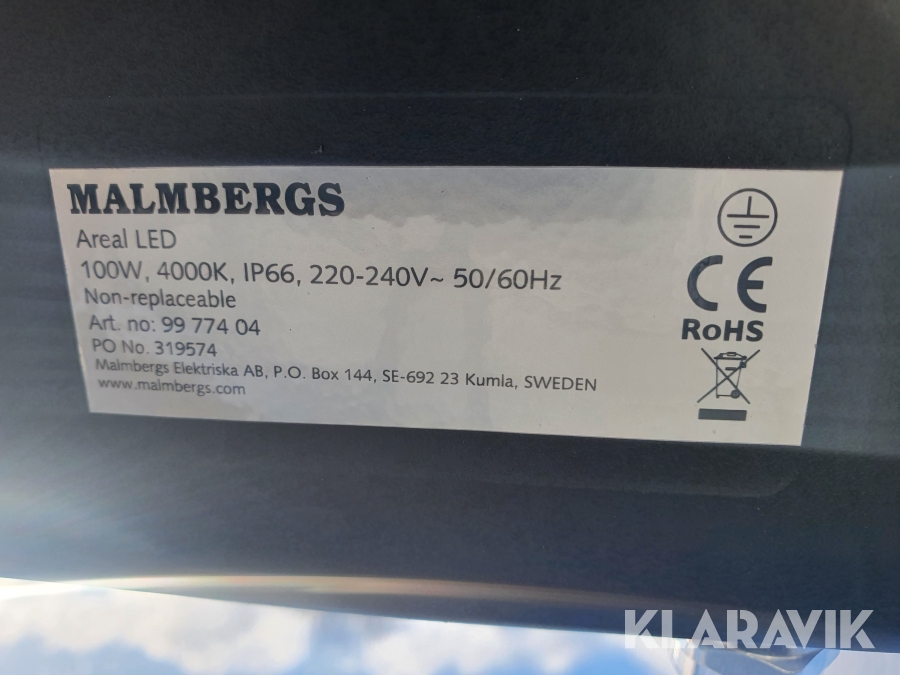 MALMBERGS
Areal LED
100W, 4000K, IP66, 220-240V~ 50/60Hz
Non-replaceable
Art. no: 99 774 04
PO No. 319574
Malmbergs Elektriska AB, P.O. Box 144, SE-692 23 Kumla, SWEDEN
www.malmbergs.com
CE
RoHS
KLARAVIK